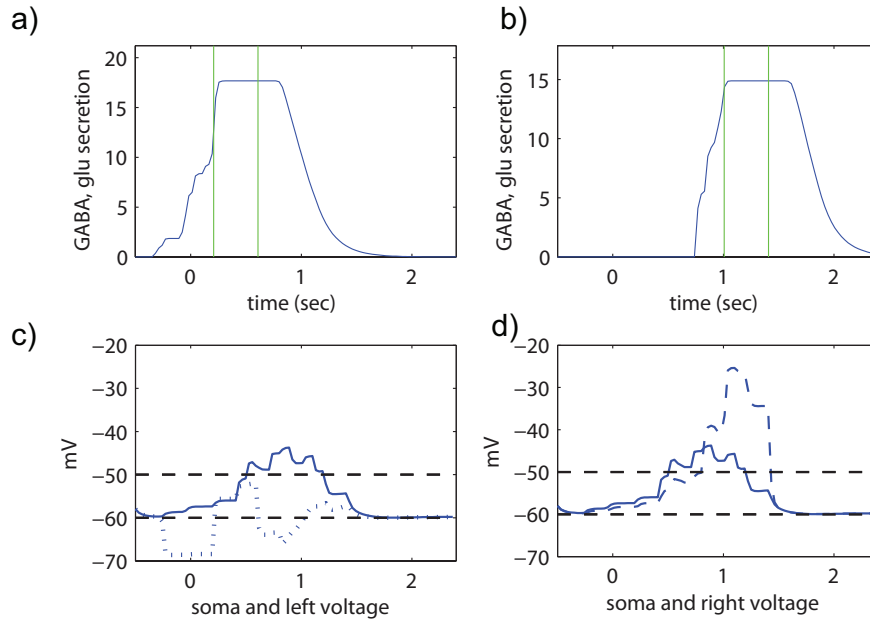 a)
GABA, glu secretion
20
15
10
5
0
0
1
2
time (sec)
b)
GABA, glu secretion
15
10
5
0
0
1
2
time (sec)
c)
mV
−20
−30
−40
−50
−60
−70
0
1
2
soma and left voltage
d)
mV
−20
−30
−40
−50
−60
−70
0
1
2
soma and right voltage